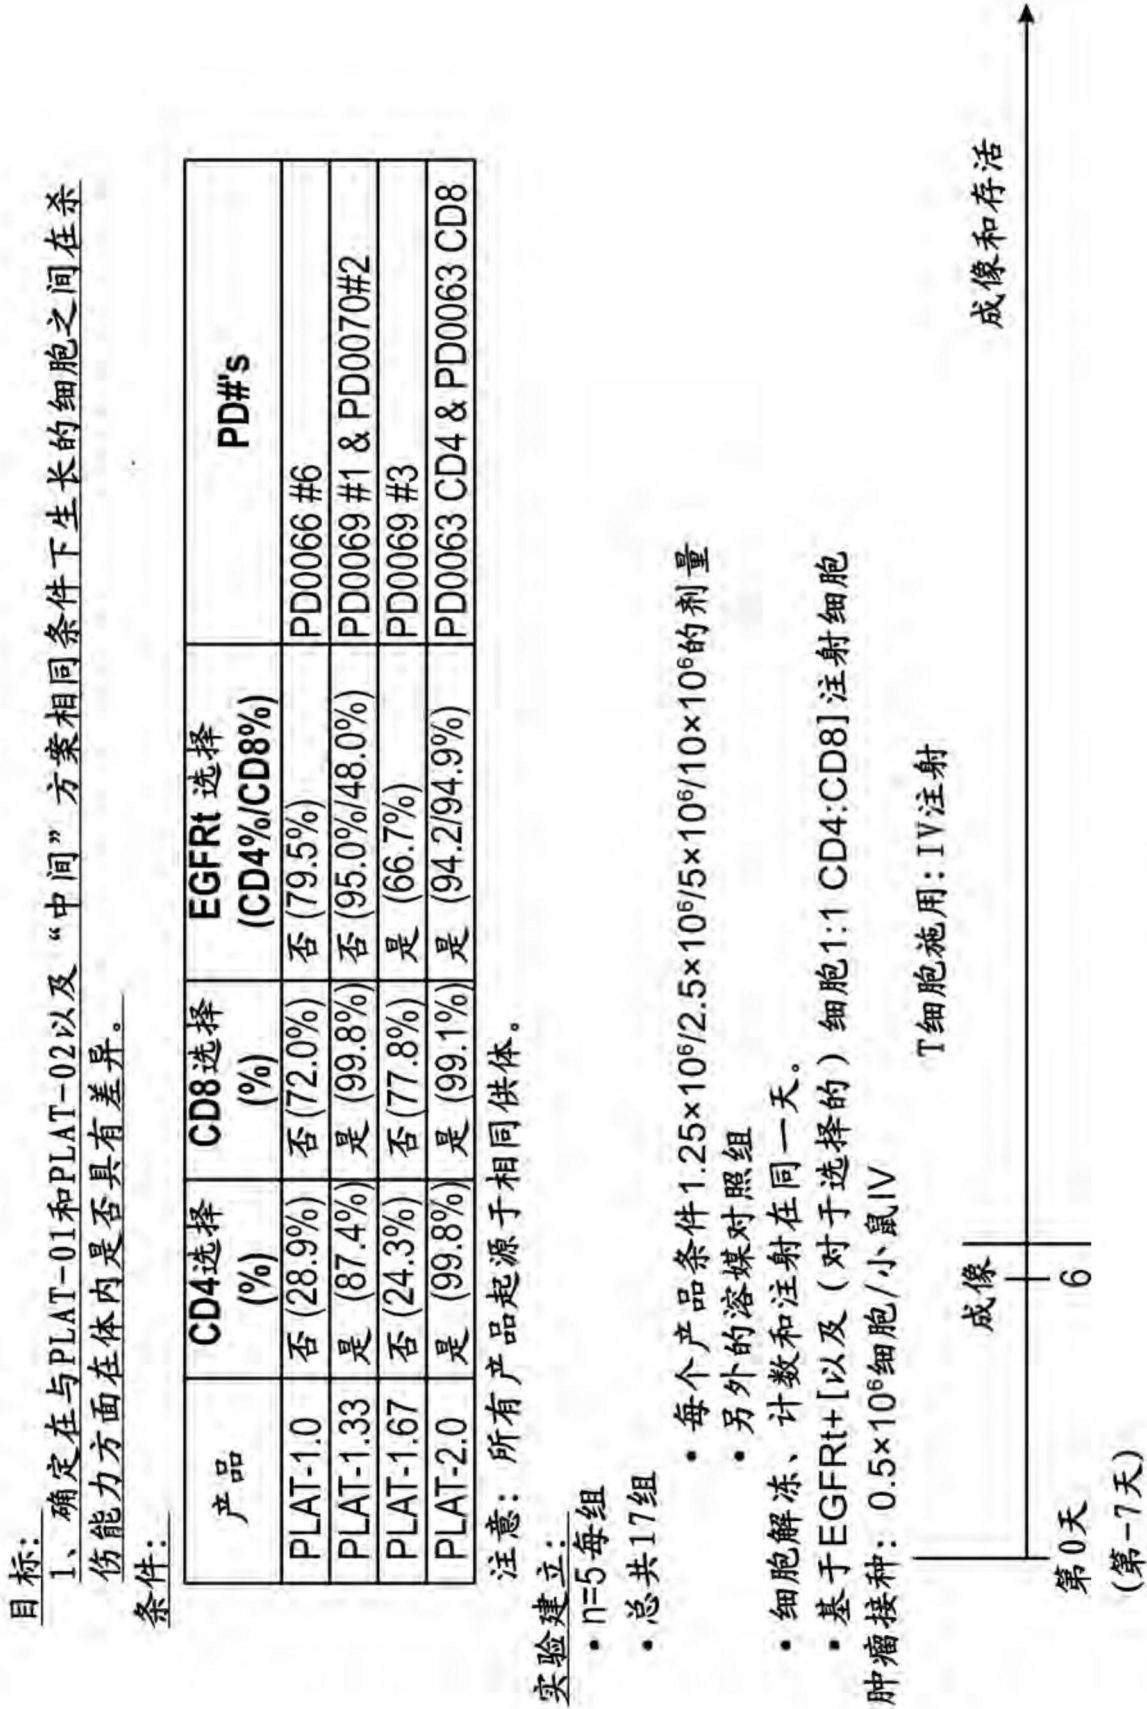 目标：
1、确定在与PLAT-01和PLAT-02以及“中间”方案相同条件下生长的细胞之间在杀
伤能力方面在体内是否具有差异。
条件：
产品 CD4选择 (%) CD8选择 (%) EGFRt 选择 (CD4%/CD8%) PD#'s
PLAT-1.0 否 (28.9%) 否 (72.0%) 否 (79.5%) PD0066 #6
PLAT-1.33 是 (87.4%) 是 (99.8%) 否 (95.0%/48.0%) PD0069 #1 & PD0070#2
PLAT-1.67 否 (24.3%) 否 (77.8%) 是 (66.7%) PD0069 #3
PLAT-2.0 是 (99.8%) 是 (99.1%) 是 (94.2/94.9%) PD0063 CD4 & PD0063 CD8
注意：所有产品起源于相同供体。
实验建立：
• n=5每组
• 总共17组
• 每个产品条件1.25×10⁶/2.5×10⁶/5×10⁶/10×10⁶的剂量
• 另外的溶媒对照组
• 细胞解冻、计数和注射在同一天。
• 基于EGFRt+[以及（对于选择的）细胞1:1 CD4:CD8]注射细胞
肿瘤接种：0.5×10⁶细胞/小鼠IV
T细胞施用：IV注射
成像
成像和存活
第0天
6
(第-7天)